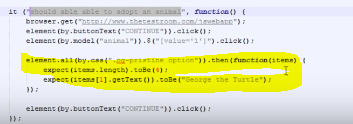 it ("should able able to adopt an animal", function() {
browser.get("http://www.thetestroom.com/jswebapp");
element(by.buttonText("CONTINUE")).click();
element(by.model("animal")).$("[value='1']").click();
element.all(by.css(".ng-pristine option")).then(function(items) {
expect(items.length).toBe(4);
expect(items[1].getText()).toBe("George the Turtle");
});
element(by.buttonText("CONTINUE")).click();
});